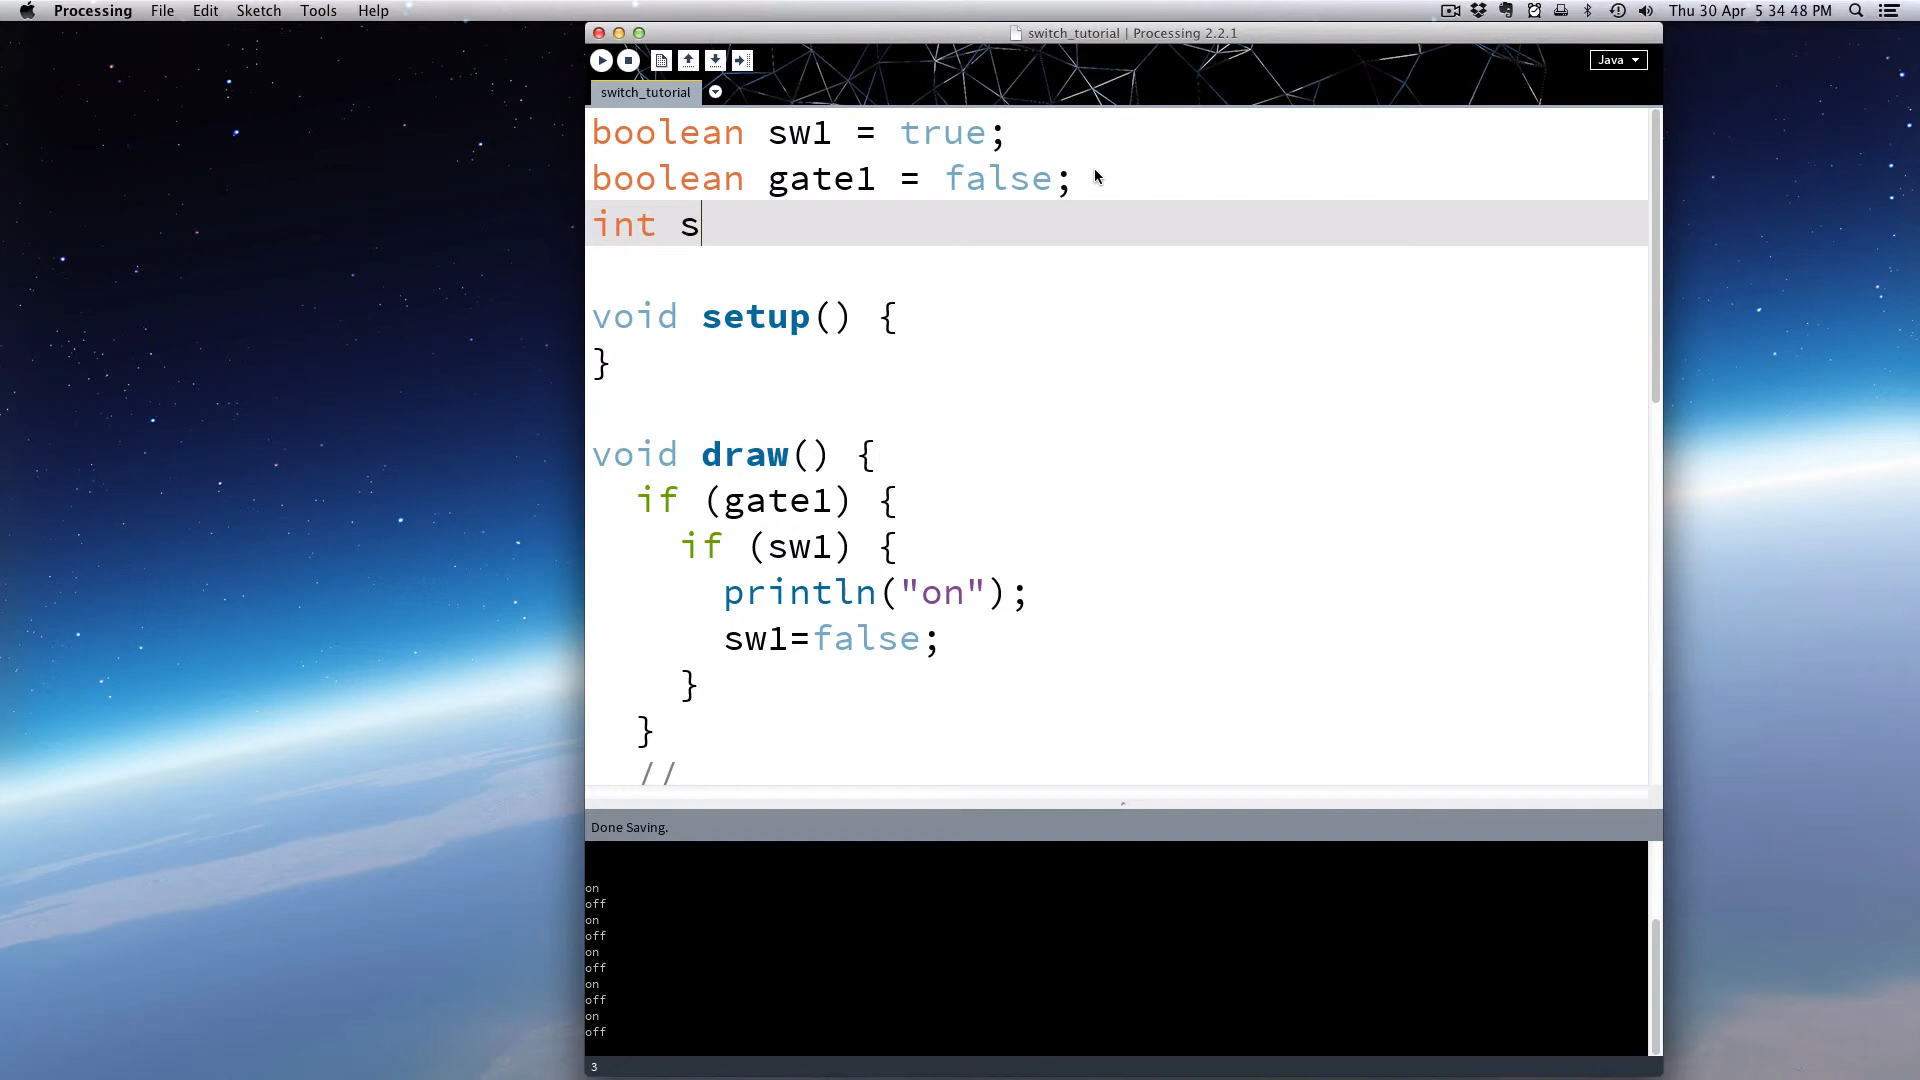 Processing File Edit Sketch Tools Help Thu 30 Apr 5 34 48 PM
switch_tutorial | Processing 2.2.1
Java
switch_tutorial
boolean sw1 = true;
boolean gate1 = false;
int s
void setup() {
}
void draw() {
if (gate1) {
if (sw1) {
println("on");
sw1=false;
}
}
//
Done Saving.
on
off
on
off
on
off
on
off
on
off
3